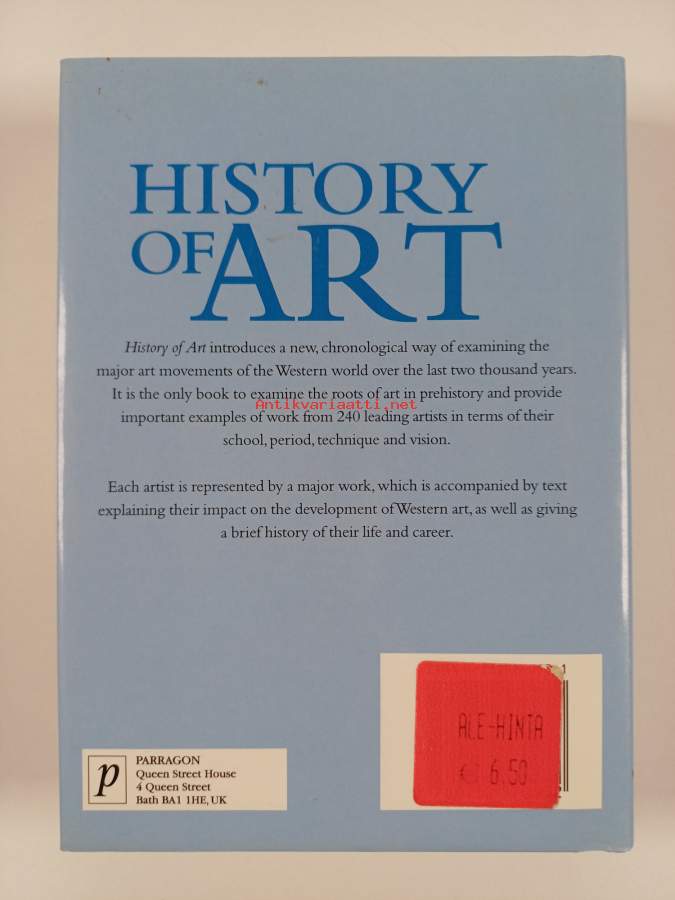 HISTORY
OF ART
History of Art introduces a new, chronological way of examining the
major art movements of the Western world over the last two thousand years.
It is the only book to examine the roots of art in prehistory and provide
Antikvariaatti.net
important examples of work from 240 leading artists in terms of their
school, period, technique and vision.
Each artist is represented by a major work, which is accompanied by text
explaining their impact on the development of Western art, as well as giving
a brief history of their life and career.
ALE-HINTA
€ 6.50
p
PARRAGON
Queen Street House
4 Queen Street
Bath BA1 1HE, UK